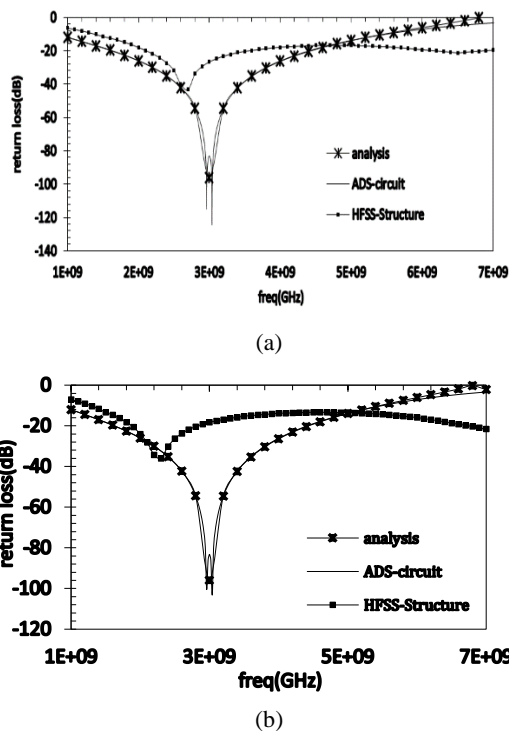 0
-20
-40
-60
-80
-100
-120
-140
return loss(dB)
analysis
ADS-circuit
HFSS-Structure
1E+09 2E+09 3E+09 4E+09 5E+09 6E+09 7E+09
freq(GHz)
(a)
0
-20
-40
-60
-80
-100
-120
return loss(dB)
analysis
ADS-circuit
HFSS-Structure
1E+09 3E+09 5E+09 7E+09
freq(GHz)
(b)